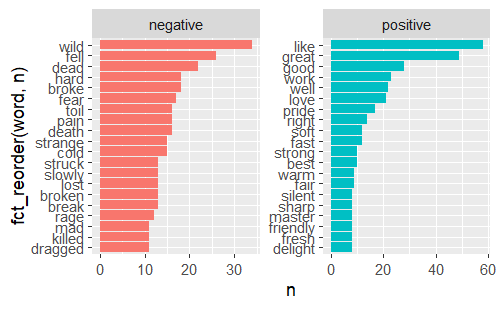 negative
positive
fct_reorder(word, n)
wild
fell
dead
hard
broke
fear
toil
pain
death
strange
cold
struck
slowly
lost
broken
break
rage
mad
killed
dragged
0 10 20 30
like
great
good
work
well
love
pride
right
soft
fast
strong
best
warm
fair
silent
sharp
master
friendly
fresh
delight
0 20 40 60
n